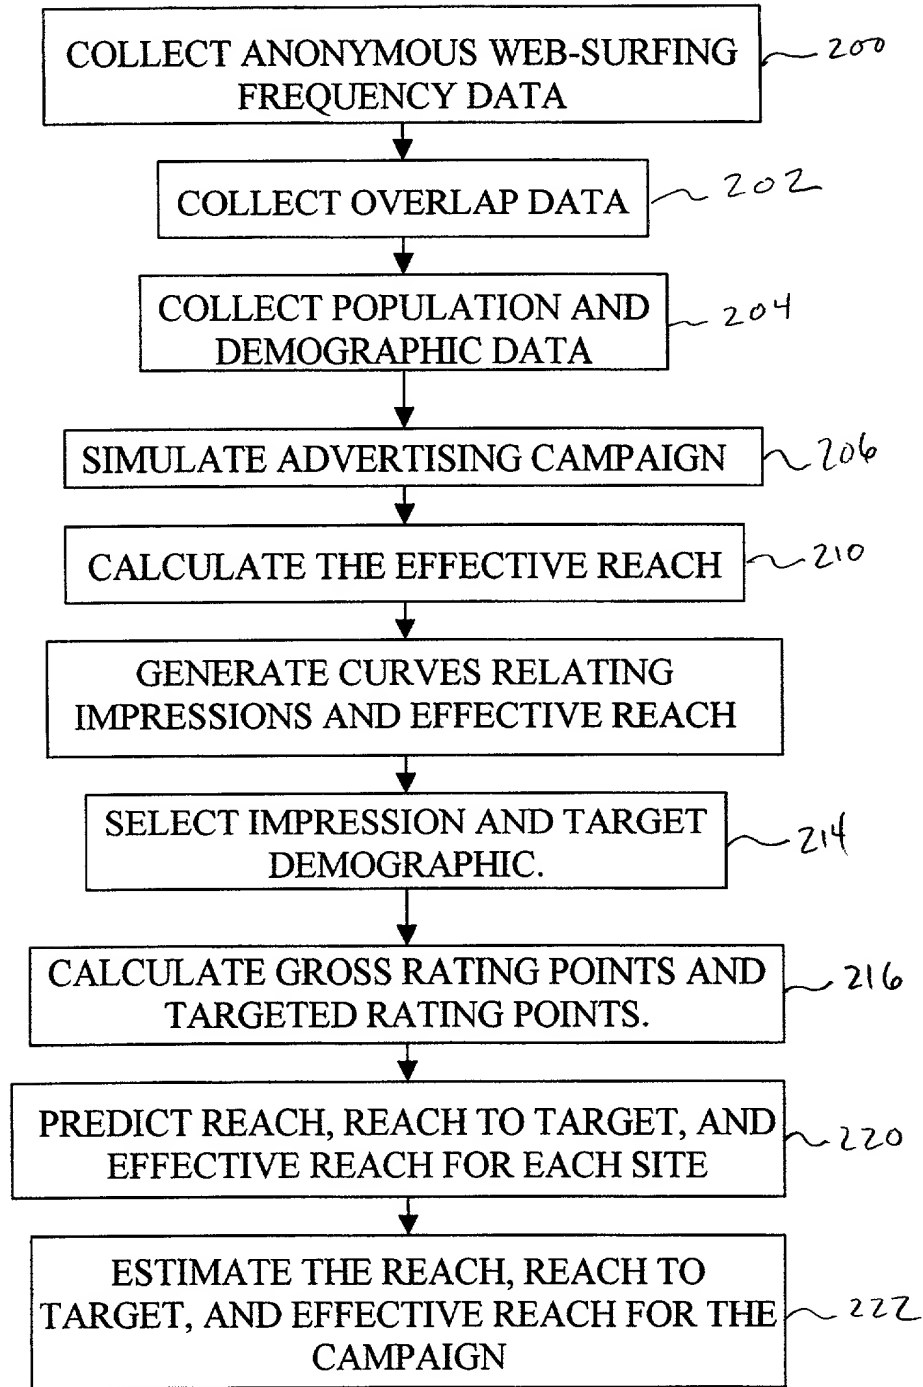 COLLECT ANONYMOUS WEB-SURFING
FREQUENCY DATA
200
COLLECT OVERLAP DATA
202
COLLECT POPULATION AND
DEMOGRAPHIC DATA
204
SIMULATE ADVERTISING CAMPAIGN
206
CALCULATE THE EFFECTIVE REACH
210
GENERATE CURVES RELATING
IMPRESSIONS AND EFFECTIVE REACH
SELECT IMPRESSION AND TARGET
DEMOGRAPHIC.
214
CALCULATE GROSS RATING POINTS AND
TARGETED RATING POINTS.
216
PREDICT REACH, REACH TO TARGET, AND
EFFECTIVE REACH FOR EACH SITE
220
ESTIMATE THE REACH, REACH TO
TARGET, AND EFFECTIVE REACH FOR THE
CAMPAIGN
222